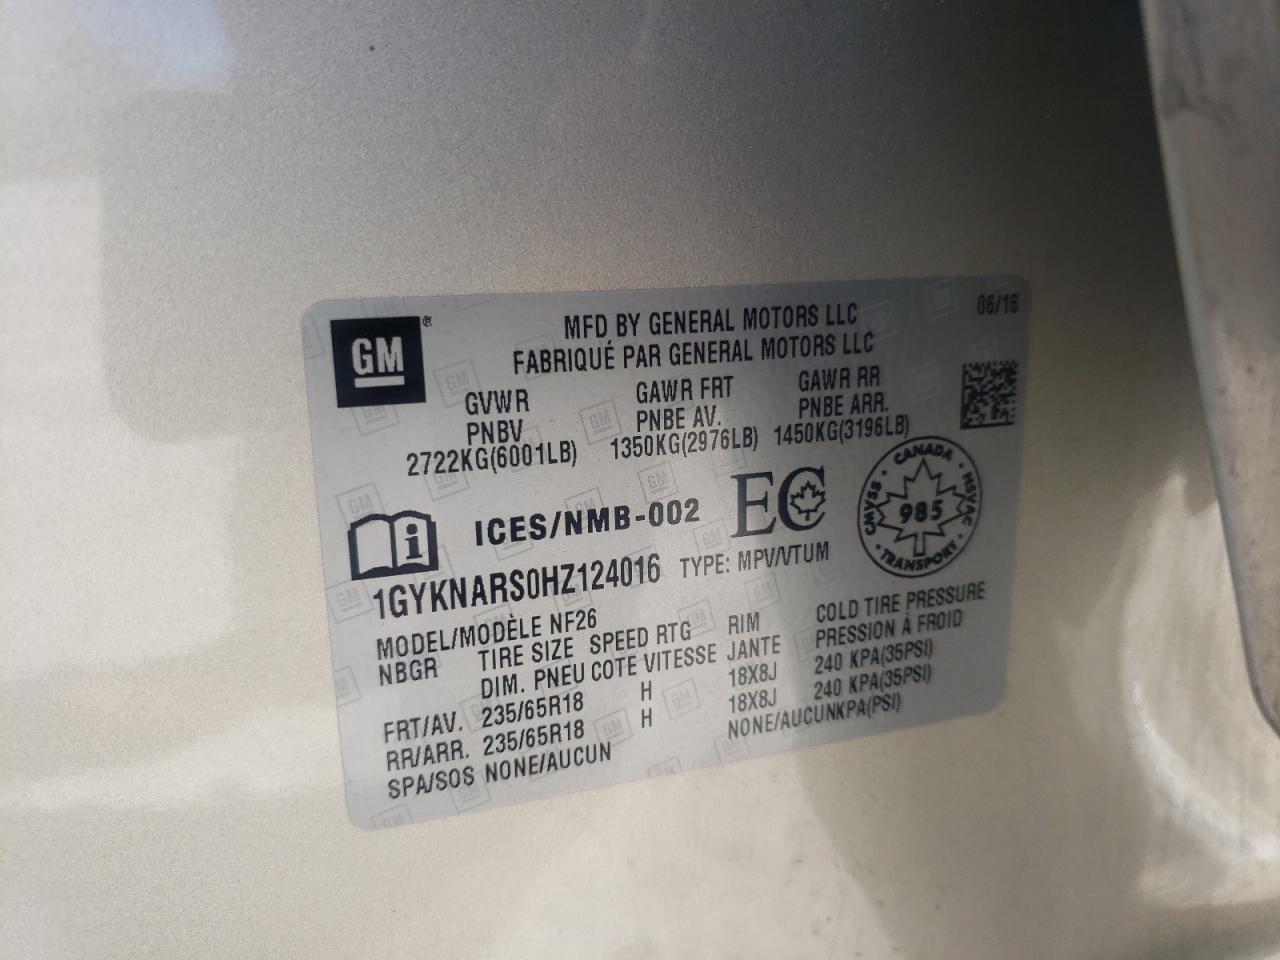 GM ®
MFD BY GENERAL MOTORS LLC
06/16
FABRIQUÉ PAR GENERAL MOTORS LLC
GVWR GAWR FRT GAWR RR
PNBV PNBE AV. PNBE ARR.
2722KG(6001LB) 1350KG(2976LB) 1450KG(3196LB)
ICES/NMB-002 EC
CANADA
CMVSS NSVAC
985
TRANSPORT
1GYKNARS0HZ124016 TYPE: MPV/VTUM
MODEL/MODÈLE NF26
NBGR TIRE SIZE SPEED RTG RIM COLD TIRE PRESSURE
DIM. PNEU COTE VITESSE JANTE PRESSION À FROID
FRT/AV. 235/65R18 H 18X8J 240 KPA(35PSI)
RR/ARR. 235/65R18 H 18X8J 240 KPA(35PSI)
SPA/SOS NONE/AUCUN NONE/AUCUNKPA(PSI)